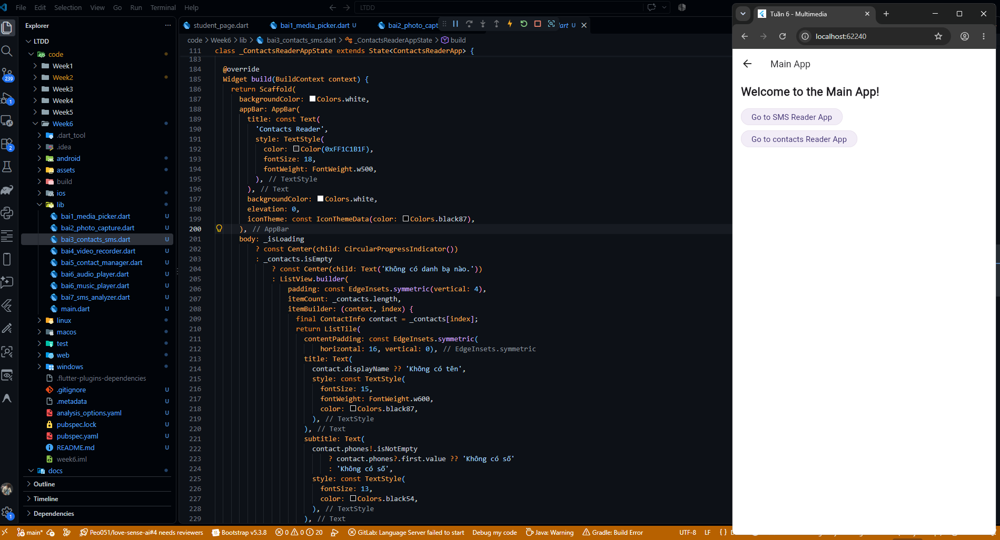 File Edit Selection View Go Run Terminal Help
LTDD
Explorer
LTDD
code
Week1
Week2
Week3
Week4
Week5
Week6
.dart_tool
.idea
android
assets
build
ios
lib
bai1_media_picker.dart U
bai2_photo_capture.dart U
bai3_contacts_sms.dart U
bai4_video_recorder.dart U
bai5_contact_manager.dart U
bai6_audio_player.dart U
bai6_music_player.dart U
bai7_sms_analyzer.dart U
main.dart U
linux
macos
test
web
windows
.flutter-plugins-dependencies
.gitignore U
.metadata U
analysis_options.yaml U
pubspec.lock U
pubspec.yaml U
README.md U
week6.iml
docs
Outline
Timeline
Dependencies
239
1
2
1
student_page.dart bai1_media_picker.dart U bai2_photo_capt dart U
code > Week6 > lib > bai3_contacts_sms.dart > _ContactsReaderAppState > build
111 class _ContactsReaderAppState extends State<ContactsReaderApp> {
183
184 @override
185 Widget build(BuildContext context) {
186 return Scaffold(
187 backgroundColor: Colors.white,
188 appBar: AppBar(
189 title: const Text(
190 'Contacts Reader',
191 style: TextStyle(
192 color: Color(0xFF1C1B1F),
193 fontSize: 18,
194 fontWeight: FontWeight.w500,
195 ), // TextStyle
196 ), // Text
197 backgroundColor: Colors.white,
198 elevation: 0,
199 iconTheme: const IconThemeData(color: Colors.black87),
200 ), // AppBar
201 body: _isLoading
202 ? const Center(child: CircularProgressIndicator())
203 : _contacts.isEmpty
204 ? const Center(child: Text('Không có danh bạ nào.'))
205 : ListView.builder(
206 padding: const EdgeInsets.symmetric(vertical: 4),
207 itemCount: _contacts.length,
208 itemBuilder: (context, index) {
209 final ContactInfo contact = _contacts[index];
210 return ListTile(
211 contentPadding: const EdgeInsets.symmetric(
212 horizontal: 16, vertical: 0), // EdgeInsets.symmetric
213 title: Text(
214 contact.displayName ?? 'Không có tên',
215 style: const TextStyle(
216 fontSize: 15,
217 fontWeight: FontWeight.w600,
218 color: Colors.black87,
219 ), // TextStyle
220 ), // Text
221 subtitle: Text(
222 contact.phones!.isNotEmpty
223 ? contact.phones?.first.value ?? 'Không có số'
224 : 'Không có số',
225 style: const TextStyle(
226 fontSize: 13,
227 color: Colors.black54,
228 ), // TextStyle
229 ), // Text
Tuần 6 - Multimedia
localhost:62240
Main App
Welcome to the Main App!
Go to SMS Reader App
Go to contacts Reader App
main* Peo051/love-sense-ai#4 needs reviewers Bootstrap v5.3.8 0 0 20 GitLab: Language Server failed to start Debug my code Java: Warning Gradle: Build Error UTF-8 LF { }